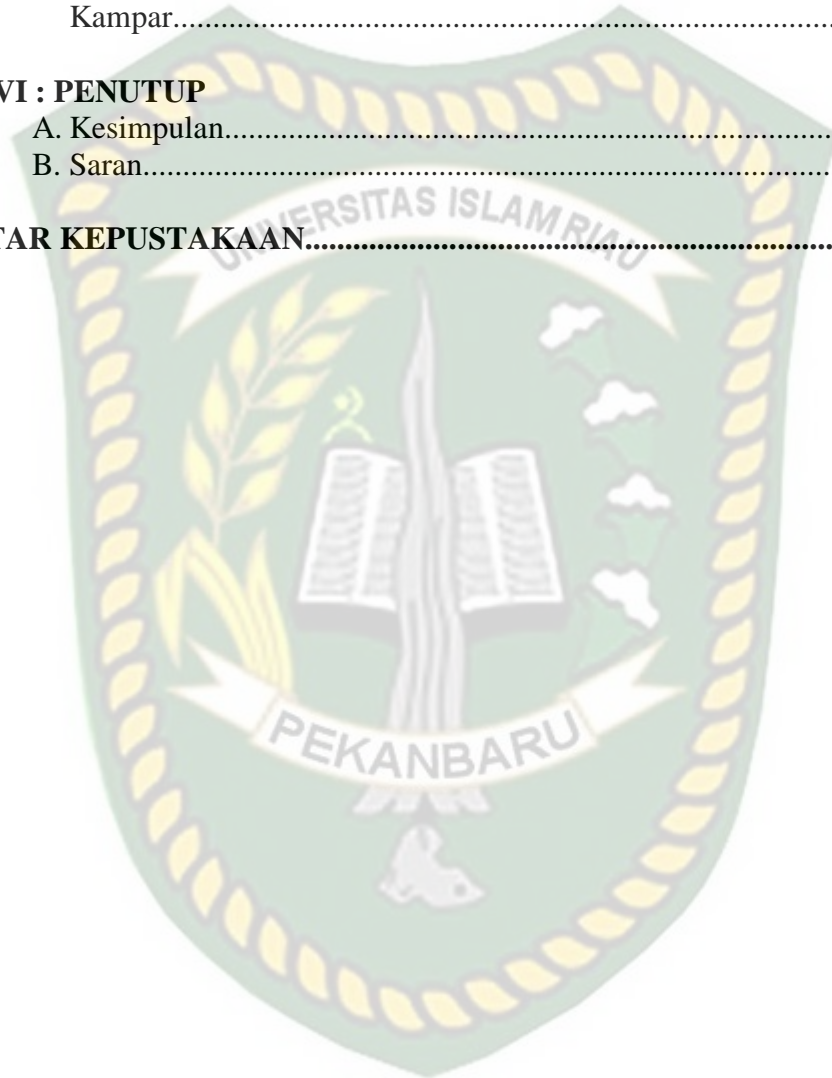 Kampar....................................................................................
VI : PENUTUP
A. Kesimpulan.............................................................................
B. Saran.......................................................................................
TAR KEPUSTAKAAN..................................................................
UNIVERSITAS ISLAM RIAU
PEKANBARU